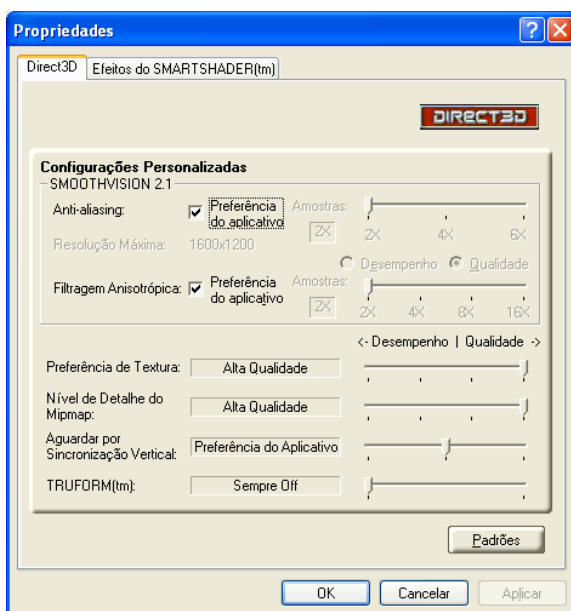 Propriedades
Direct3D
Efeitos do SMARTSHADER(tm)
DIRECT3D
Configurações Personalizadas
SMOOTHVISION 2.1
Anti-aliasing:
Preferência do aplicativo
Amostras:
2X
2X 4X 6X
Resolução Máxima: 1600x1200
Desempenho Qualidade
Filtragem Anisotrópica:
Preferência do aplicativo
Amostras:
2X
2X 4X 8X 16X
<- Desempenho | Qualidade ->
Preferência de Textura: Alta Qualidade
Nível de Detalhe do
Mipmap:
Alta Qualidade
Aguardar por
Sincronização Vertical:
Preferência do Aplicativo
TRUFORM(tm): Sempre Off
Padrões
OK Cancelar Aplicar